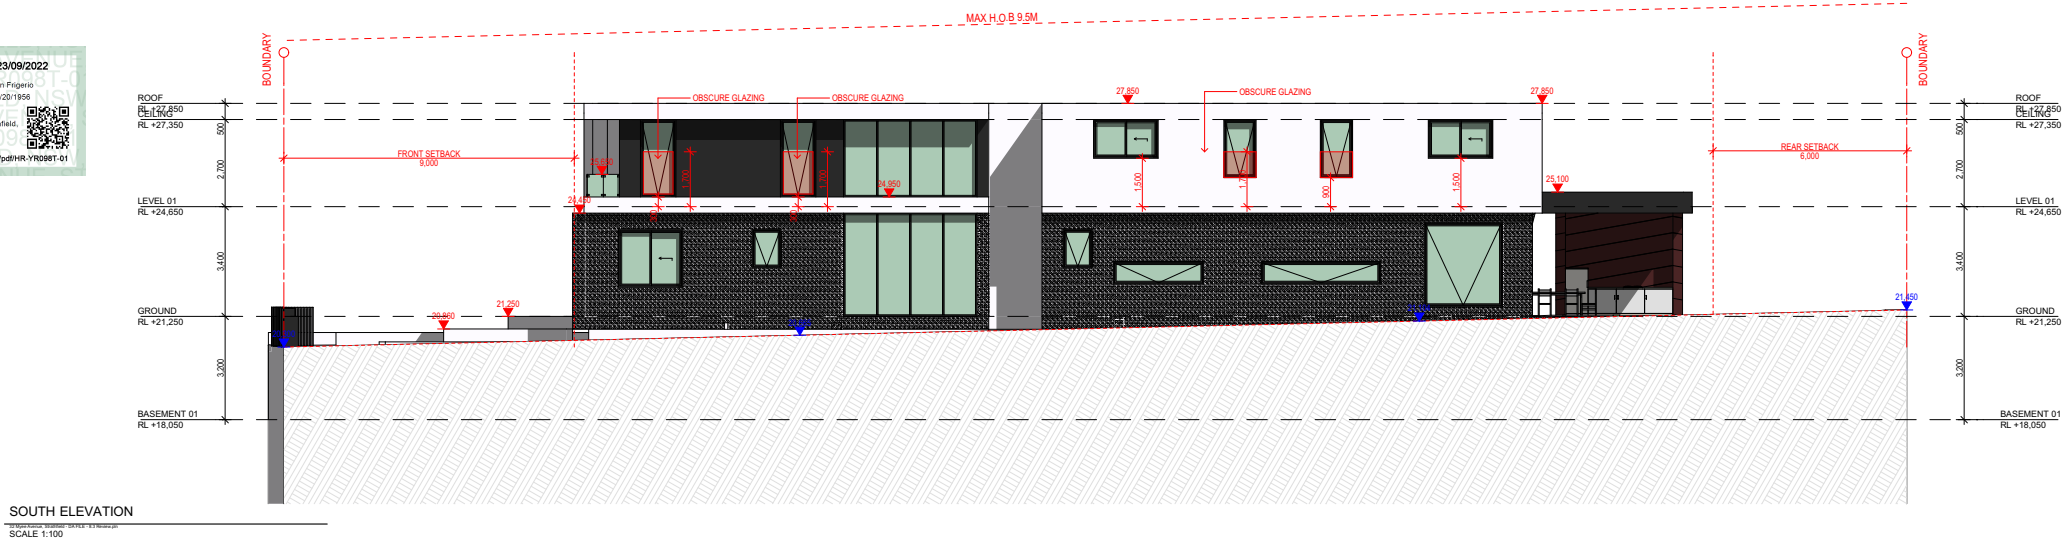 MAX H.O.B 9.5M
BOUNDARY
BOUNDARY
23/09/2022
n Frigerio
/20/1956
field,
/pdf/HR-YR098T-01
ROOF
RL +27,850
CEILING
RL +27,350
LEVEL 01
RL +24,650
GROUND
RL +21,250
BASEMENT 01
RL +18,050
500
2,700
3,400
3,200
FRONT SETBACK
9,000
OBSCURE GLAZING
OBSCURE GLAZING
OBSCURE GLAZING
27,850
27,850
1,700
1,700
24,950
24,450
1,500
900
1,500
25,100
REAR SETBACK
6,000
20,860
21,250
21,450
ROOF
RL +27,850
CEILING
RL +27,350
LEVEL 01
RL +24,650
GROUND
RL +21,250
BASEMENT 01
RL +18,050
500
2,700
3,400
3,200
SOUTH ELEVATION
SCALE 1:100